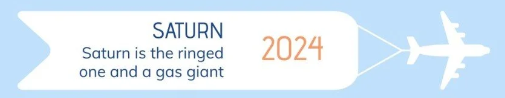 SATURN
Saturn is the ringed
one and a gas giant
2024